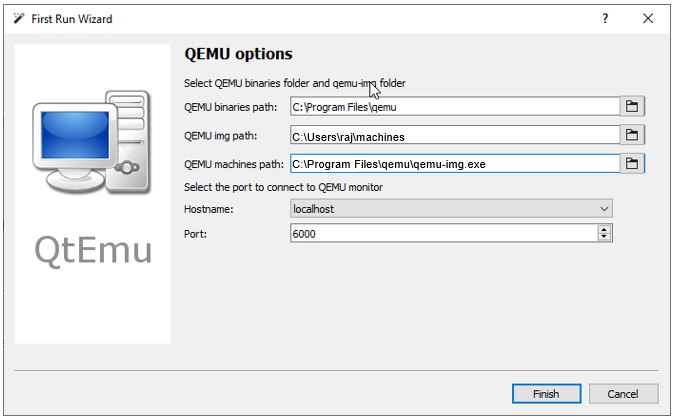 First Run Wizard
?
QEMU options
Select QEMU binaries folder and qemu-img folder
QEMU binaries path: C:\Program Files\qemu
QEMU img path: C:\Users\raj\machines
QEMU machines path: C:\Program Files\qemu\qemu-img.exe
Select the port to connect to QEMU monitor
Hostname: localhost
Port: 6000
QtEmu
Finish Cancel